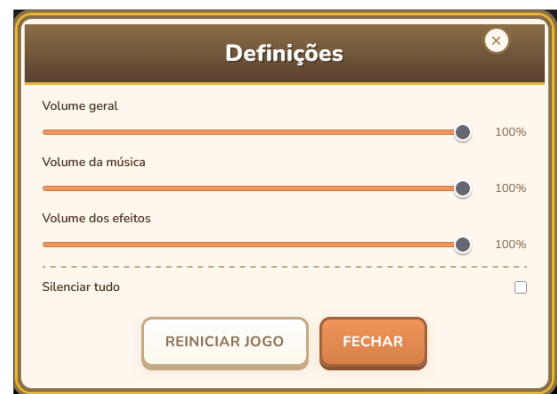 Definições
Volume geral
100%
Volume da música
100%
Volume dos efeitos
100%
Silenciar tudo
REINICIAR JOGO
FECHAR